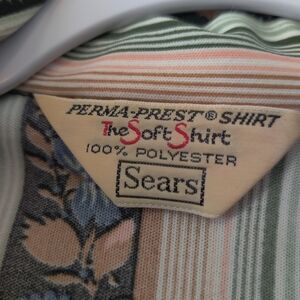 PERMA-PREST® SHIRT
The Soft Shirt
100% POLYESTER
Sears